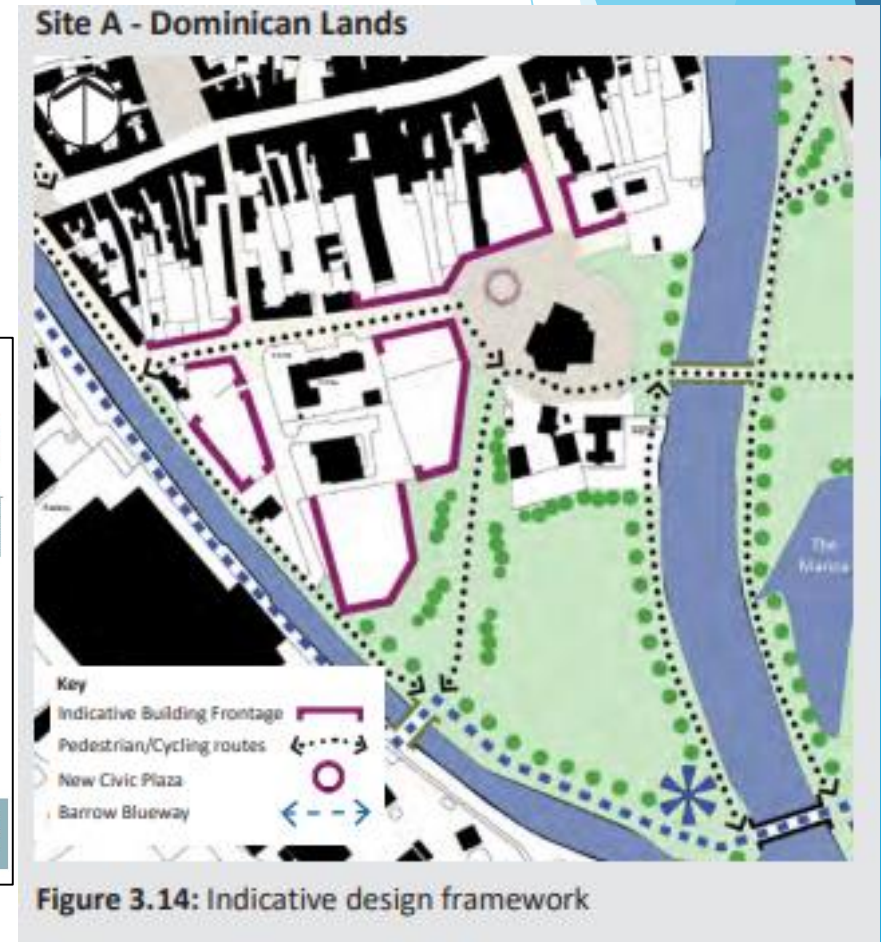 Site A - Dominican Lands
The
Marina
Key
Indicative Building Frontage
Pedestrian/Cycling routes
New Civic Plaza
Barrow Blueway
Figure 3.14: Indicative design framework